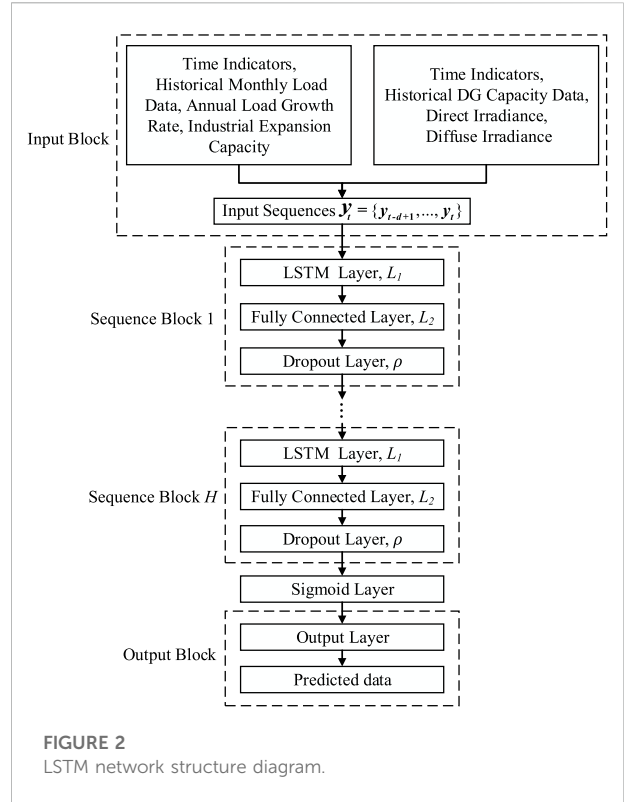 Time Indicators,
Historical Monthly Load
Data, Annual Load Growth
Rate, Industrial Expansion
Capacity
Time Indicators,
Historical DG Capacity Data,
Direct Irradiance,
Diffuse Irradiance
Input Block
Input Sequences y_t = {y_{t-d+1},..., y_t}
LSTM Layer, L_1
Sequence Block 1
Fully Connected Layer, L_2
Dropout Layer, ρ
⋮
LSTM Layer, L_1
Sequence Block H
Fully Connected Layer, L_2
Dropout Layer, ρ
Sigmoid Layer
Output Layer
Output Block
Predicted data
FIGURE 2
LSTM network structure diagram.